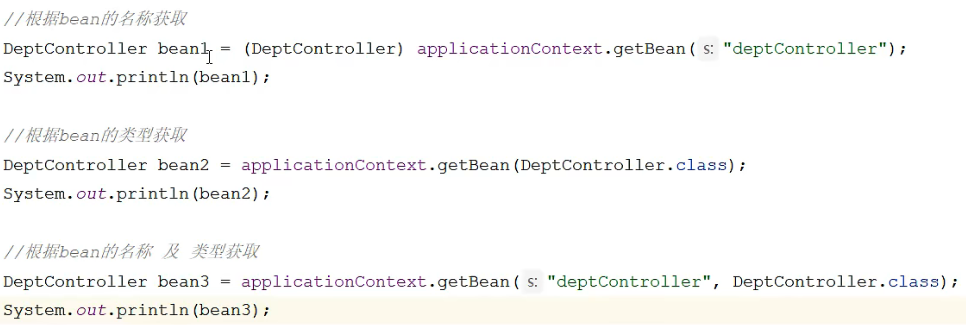 //根据bean的名称获取
DeptController bean1 = (DeptController) applicationContext.getBean( s: "deptController");
System.out.println(bean1);
//根据bean的类型获取
DeptController bean2 = applicationContext.getBean(DeptController.class);
System.out.println(bean2);
//根据bean的名称 及 类型获取
DeptController bean3 = applicationContext.getBean( s: "deptController", DeptController.class);
System.out.println(bean3);